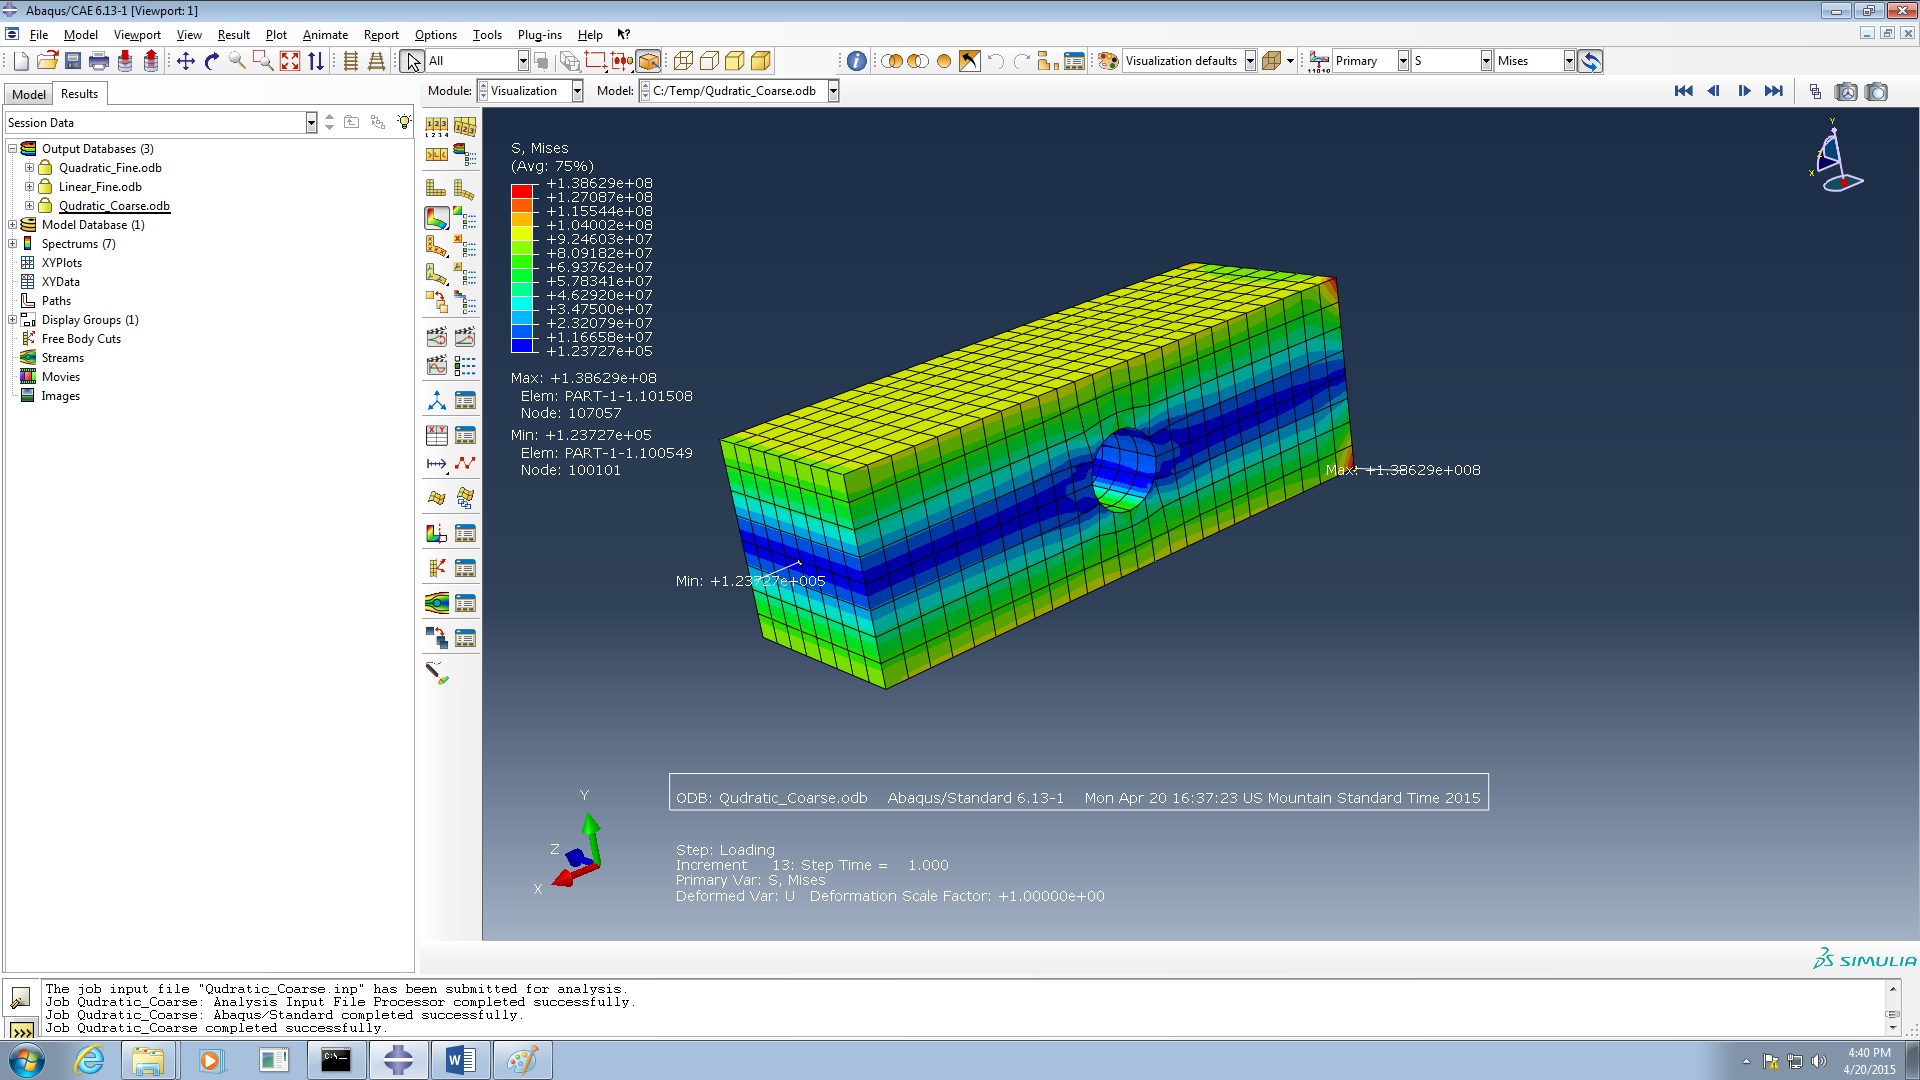 Abaqus/CAE 6.13-1 [Viewport: 1]
File Model Viewport View Result Plot Animate Report Options Tools Plug-ins Help
All
Visualization defaults
Primary
S
Mises
Model Results
Module: Visualization Model: C:/Temp/Qudratic_Coarse.odb
Session Data
Output Databases (3)
Quadratic_Fine.odb
Linear_Fine.odb
Qudratic_Coarse.odb
Model Database (1)
Spectrums (7)
XYPlots
XYData
Paths
Display Groups (1)
Free Body Cuts
Streams
Movies
Images
S, Mises
(Avg: 75%)
+1.38629e+08
+1.27087e+08
+1.15544e+08
+1.04002e+08
+9.24603e+07
+8.09182e+07
+6.93762e+07
+5.78341e+07
+4.62920e+07
+3.47500e+07
+2.32079e+07
+1.16658e+07
+1.23727e+05
Max: +1.38629e+08
Elem: PART-1-1.101508
Node: 107057
Min: +1.23727e+05
Elem: PART-1-1.100549
Node: 100101
Max: +1.38629e+008
Min: +1.23727e+005
Y
X
Y
Z
X
ODB: Qudratic_Coarse.odb Abaqus/Standard 6.13-1 Mon Apr 20 16:37:23 US Mountain Standard Time 2015
Step: Loading
Increment 13: Step Time = 1.000
Primary Var: S, Mises
Deformed Var: U Deformation Scale Factor: +1.00000e+00
SIMULIA
The job input file "Qudratic_Coarse.inp" has been submitted for analysis.
Job Qudratic_Coarse: Analysis Input File Processor completed successfully.
Job Qudratic_Coarse: Abaqus/Standard completed successfully.
Job Qudratic_Coarse completed successfully.
4:40 PM
4/20/2015